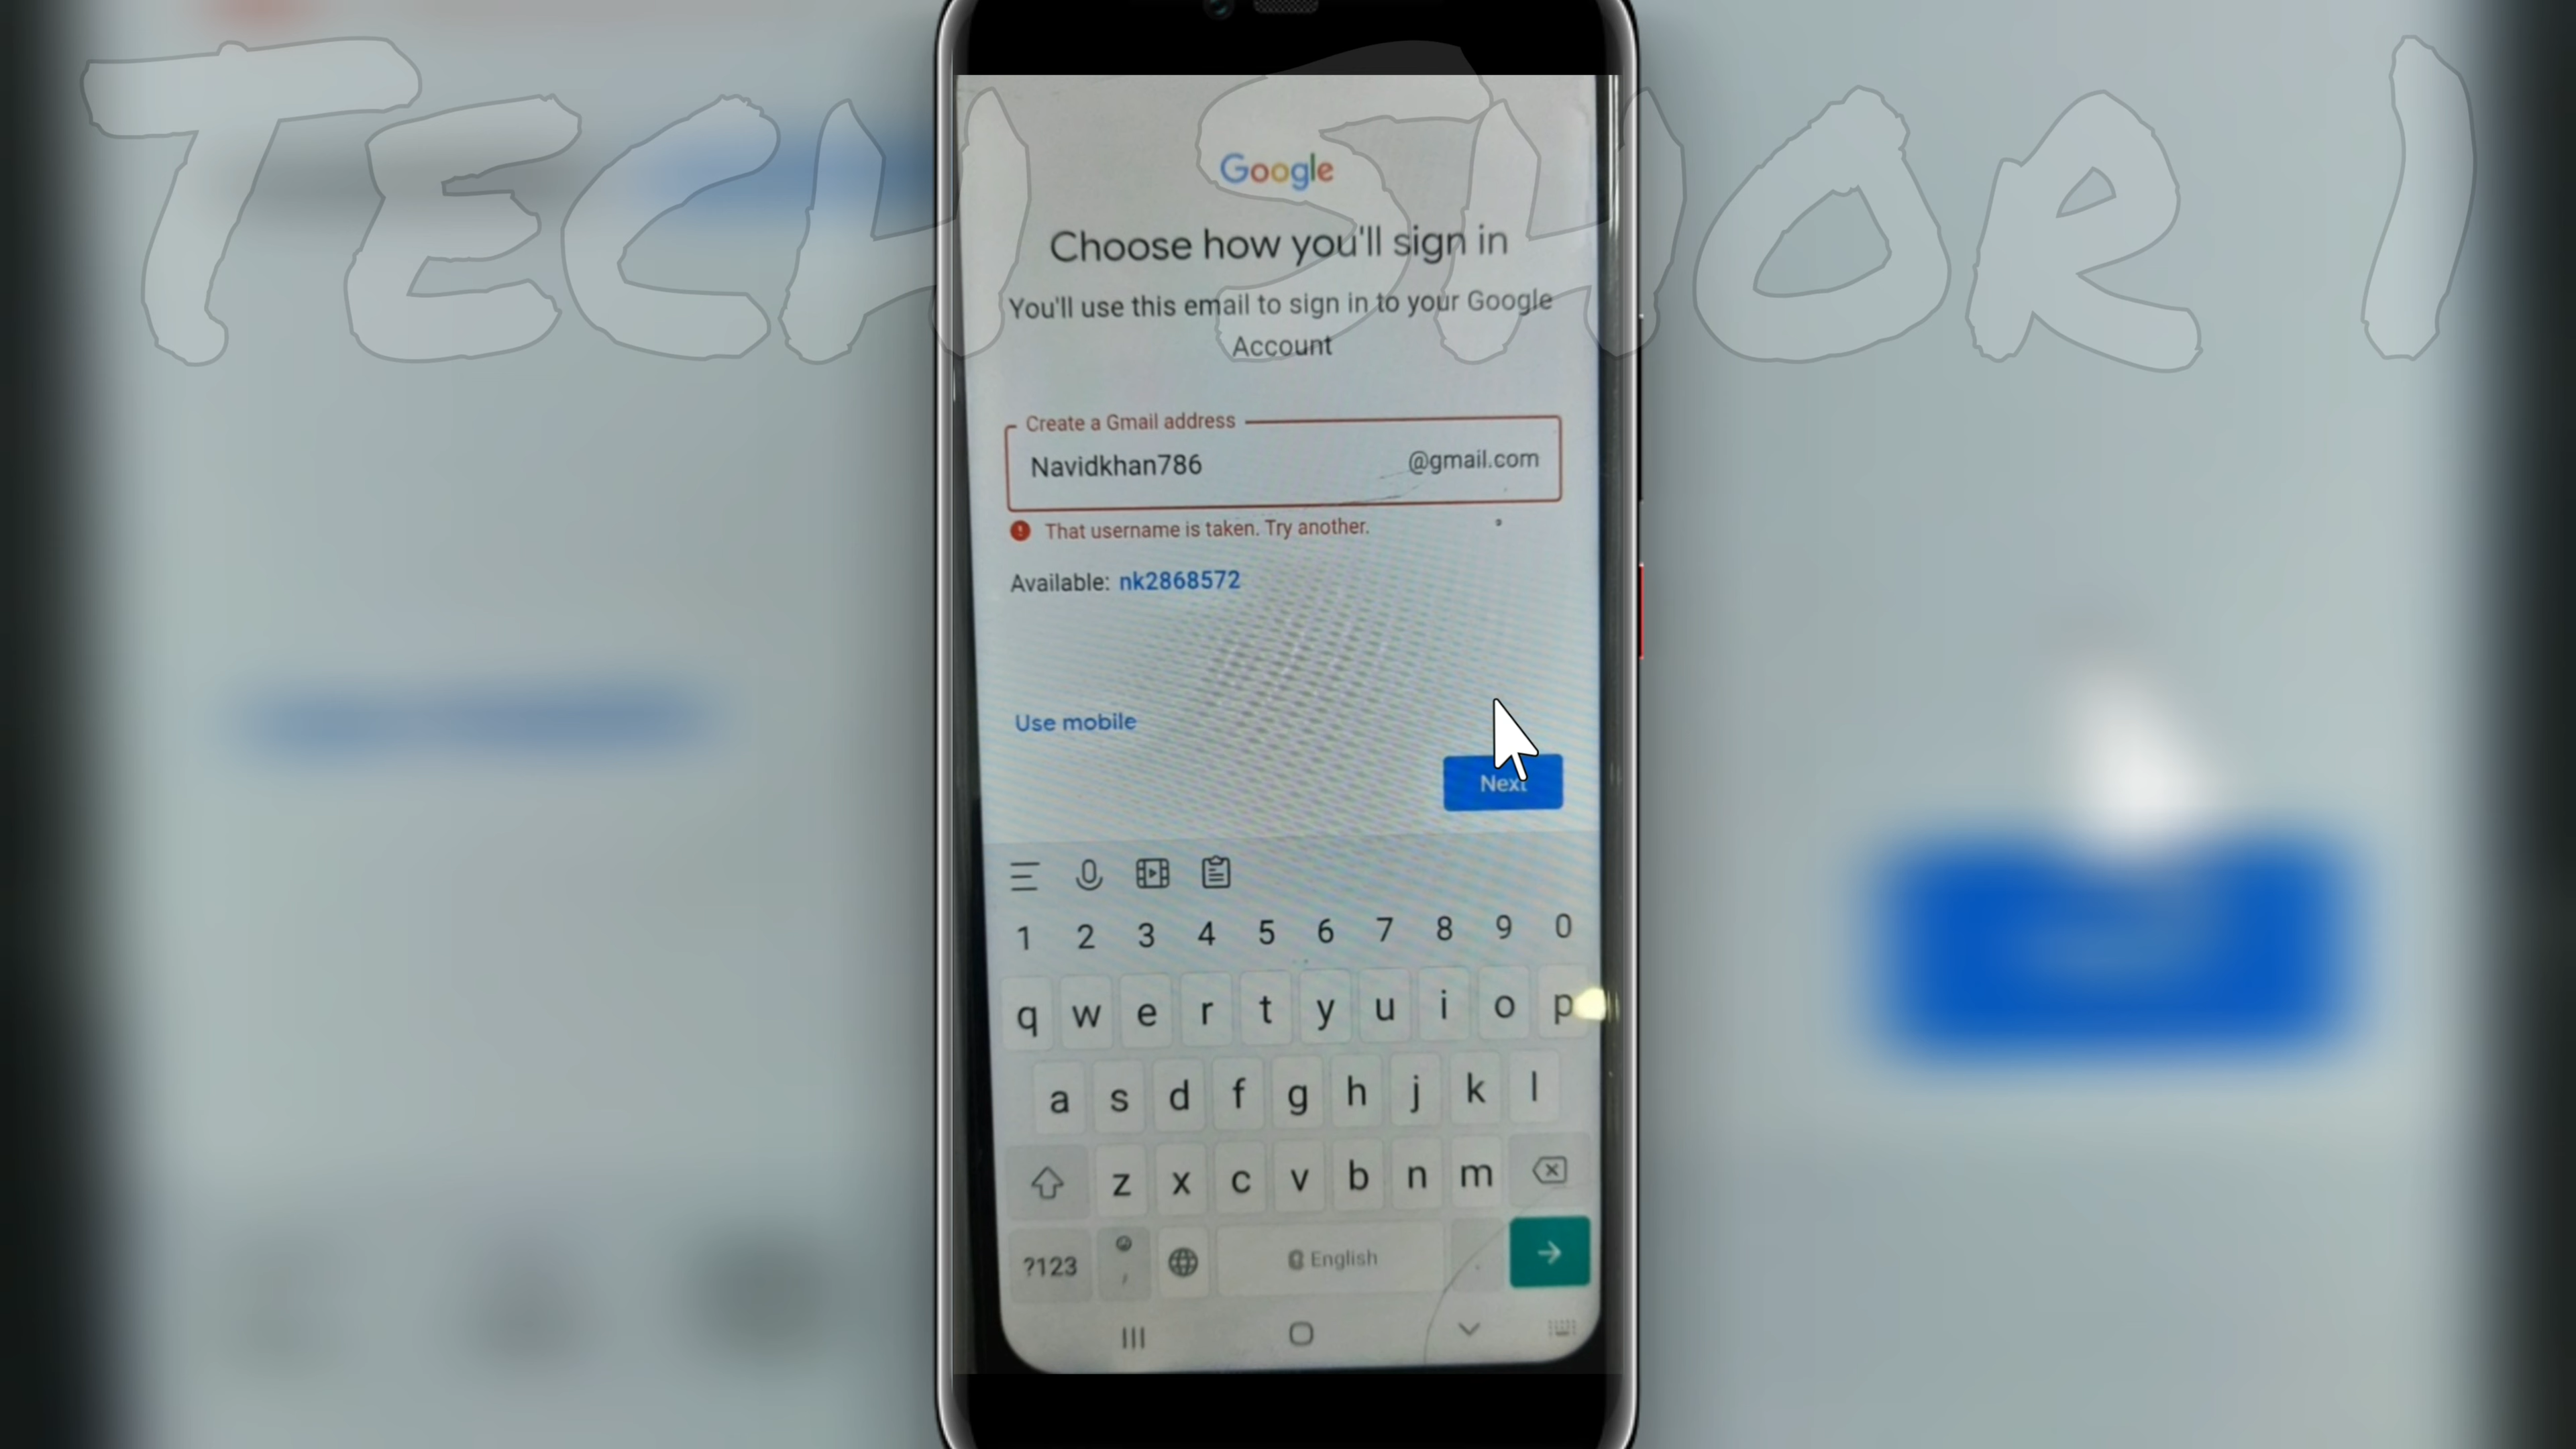 TECH SHOR I
Google
Choose how you'll sign in
You'll use this email to sign in to your Google
Account
Create a Gmail address
Navidkhan786 @gmail.com
That username is taken. Try another.
Available: nk2868572
Use mobile
Next
1 2 3 4 5 6 7 8 9 0
q w e r t y u i o p
a s d f g h j k l
z x c v b n m
?123 , English .